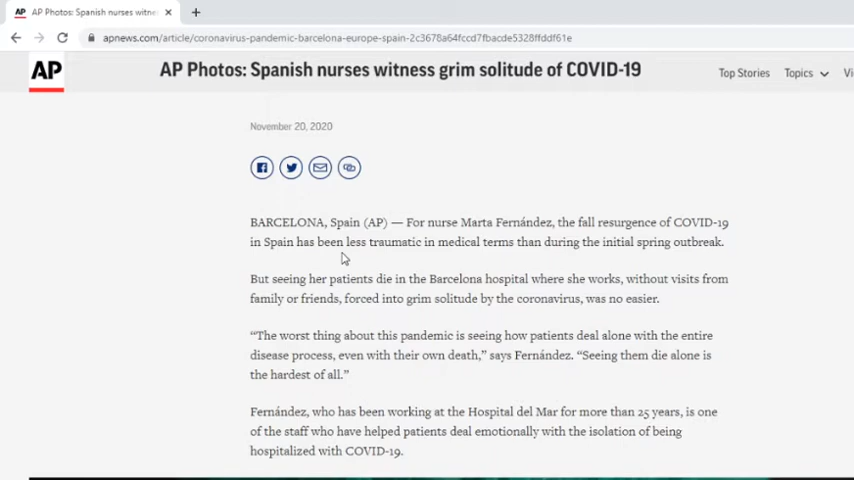 AP AP Photos: Spanish nurses witne
apnews.com/article/coronavirus-pandemic-barcelona-europe-spain-2c3678a64fccd7fbacde5328ffddf61e
AP AP Photos: Spanish nurses witness grim solitude of COVID-19 Top Stories Topics
November 20, 2020
BARCELONA, Spain (AP) — For nurse Marta Fernández, the fall resurgence of COVID-19
in Spain has been less traumatic in medical terms than during the initial spring outbreak.
But seeing her patients die in the Barcelona hospital where she works, without visits from
family or friends, forced into grim solitude by the coronavirus, was no easier.
“The worst thing about this pandemic is seeing how patients deal alone with the entire
disease process, even with their own death,” says Fernández. “Seeing them die alone is
the hardest of all.”
Fernández, who has been working at the Hospital del Mar for more than 25 years, is one
of the staff who have helped patients deal emotionally with the isolation of being
hospitalized with COVID-19.